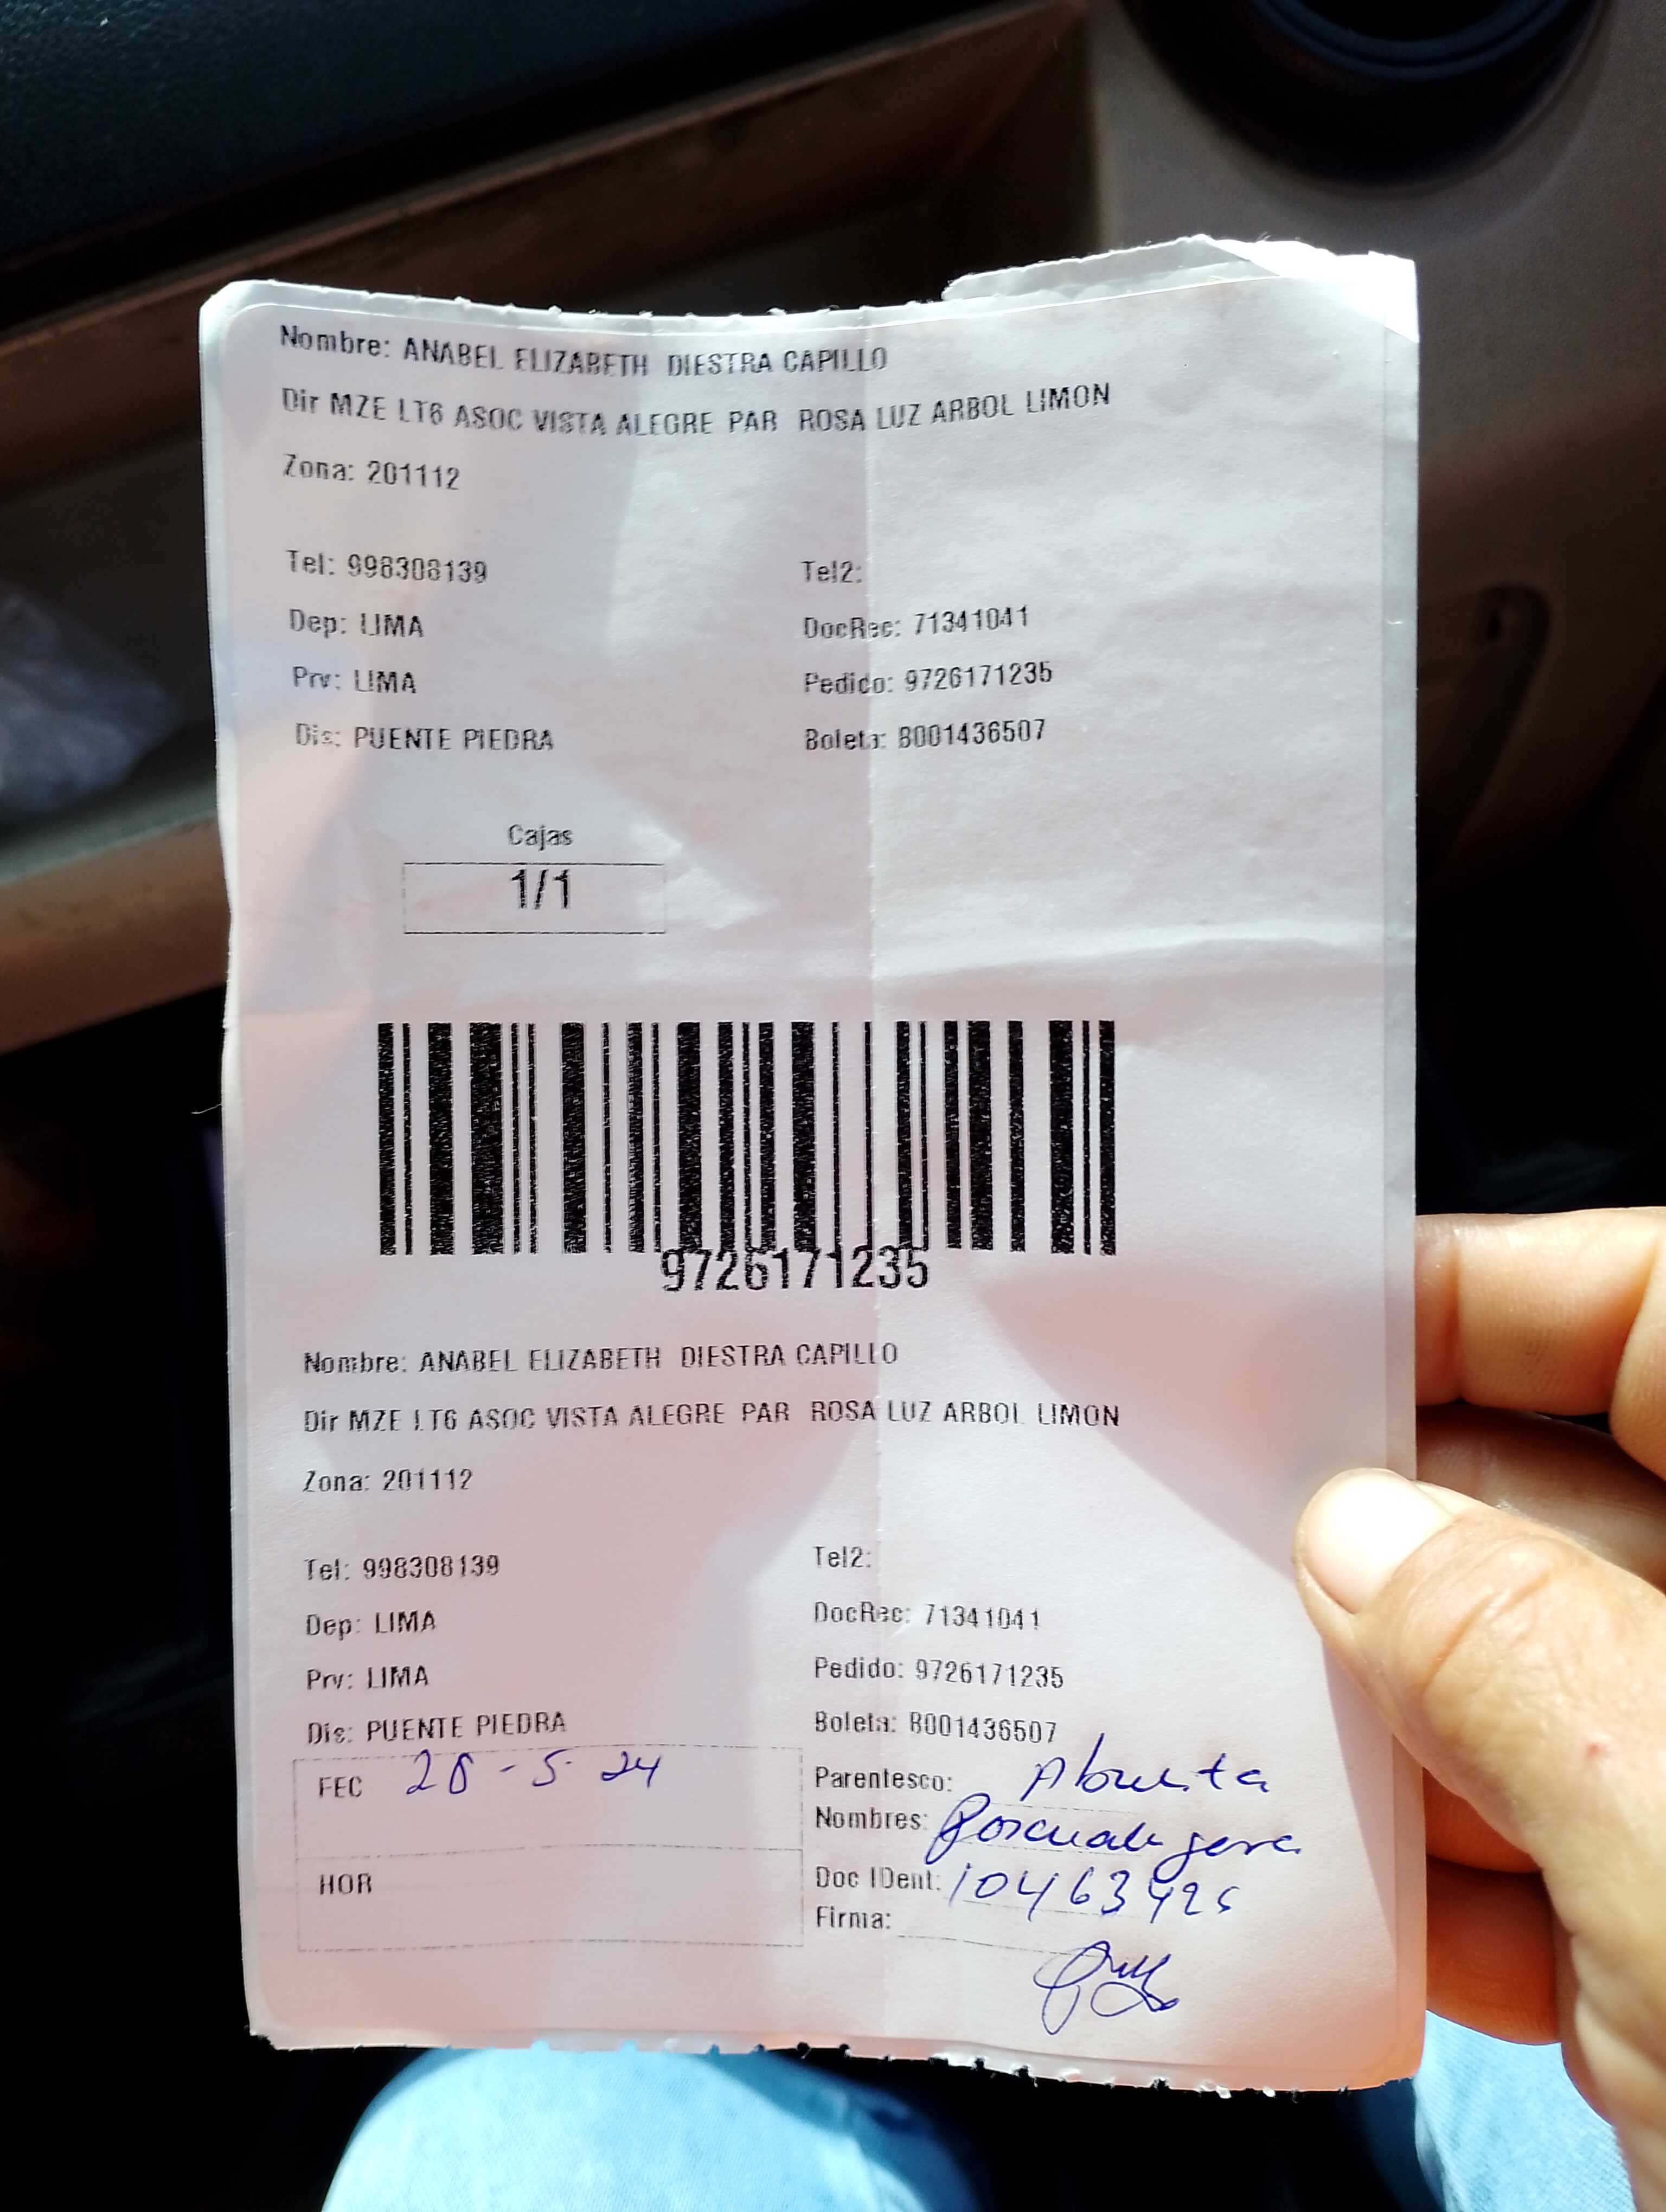 Nombre: ANABEL ELIZABETH DIESTRA CAPILLO
Dir MZE LT6 ASOC VISTA ALEGRE PAR ROSA LUZ ARBOL LIMON
Zona: 201112
Tel: 998308139 Tel2:
Dep: LIMA DocRec: 71341041
Prv: LIMA Pedido: 9726171235
Dis: PUENTE PIEDRA Boleta: B001436507
Cajas
1/1
9726171235
Nombre: ANABEL ELIZABETH DIESTRA CAPILLO
Dir MZE LT6 ASOC VISTA ALEGRE PAR ROSA LUZ ARBOL LIMON
Zona: 201112
Tel: 998308139 Tel2:
Dep: LIMA DocRec: 71341041
Prv: LIMA Pedido: 9726171235
Dis: PUENTE PIEDRA Boleta: B001436507
FEC 28-5-24 Parentesco: Abuelita
Nombres:
HOR Doc IDent:
Firma: